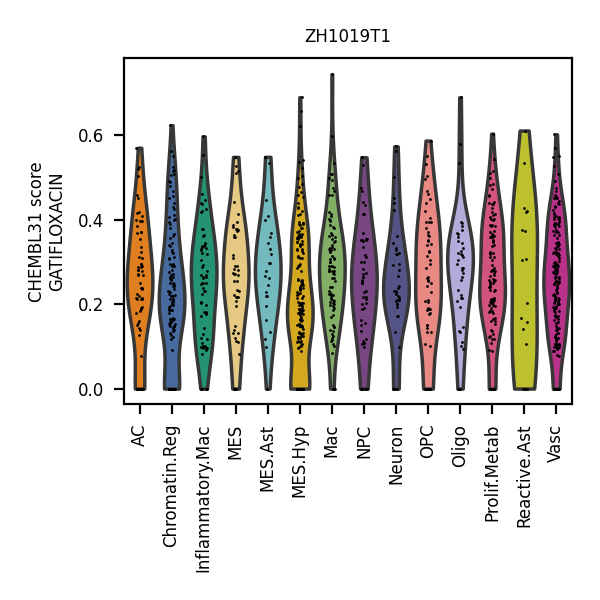 ZH1019T1
CHEMBL31 score
GATIFLOXACIN
0.6
0.4
0.2
0.0
AC
Chromatin.Reg
Inflammatory.Mac
MES
MES.Ast
MES.Hyp
Mac
NPC
Neuron
OPC
Oligo
Prolif.Metab
Reactive.Ast
Vasc